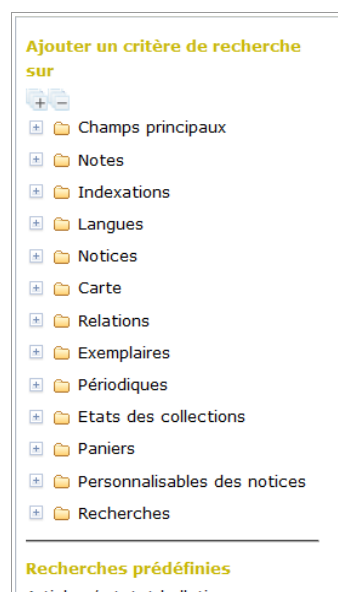 Ajouter un critère de recherche
sur
Champs principaux
Notes
Indexations
Langues
Notices
Carte
Relations
Exemplaires
Périodiques
Etats des collections
Paniers
Personnalisables des notices
Recherches
Recherches prédéfinies